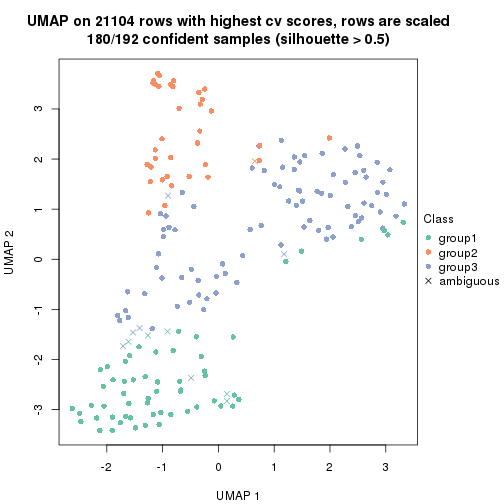 UMAP on 21104 rows with highest cv scores, rows are scaled
180/192 confident samples (silhouette > 0.5)
3
2
1
0
-1
-2
-3
UMAP 2
-2
-1
0
1
2
3
UMAP 1
Class
group1
group2
group3
ambiguous